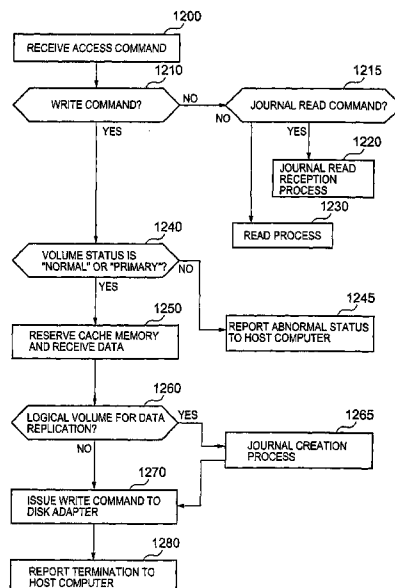 1200
RECEIVE ACCESS COMMAND
1210
WRITE COMMAND?
NO
YES
1215
JOURNAL READ COMMAND?
NO
YES
1220
JOURNAL READ
RECEPTION
PROCESS
1230
READ PROCESS
1240
VOLUME STATUS IS
"NORMAL" OR "PRIMARY"?
NO
YES
1245
REPORT ABNORMAL STATUS
TO HOST COMPUTER
1250
RESERVE CACHE MEMORY
AND RECEIVE DATA
1260
LOGICAL VOLUME FOR DATA
REPLICATION?
YES
NO
1265
JOURNAL CREATION
PROCESS
1270
ISSUE WRITE COMMAND TO
DISK ADAPTER
1280
REPORT TERMINATION TO
HOST COMPUTER